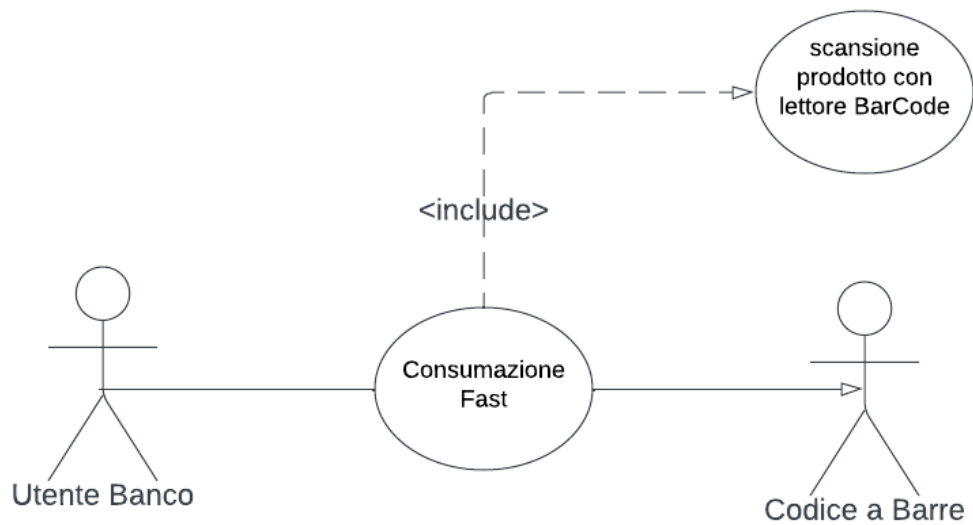 scansione
prodotto con
lettore BarCode
<include>
Consumazione
Fast
Utente Banco
Codice a Barre